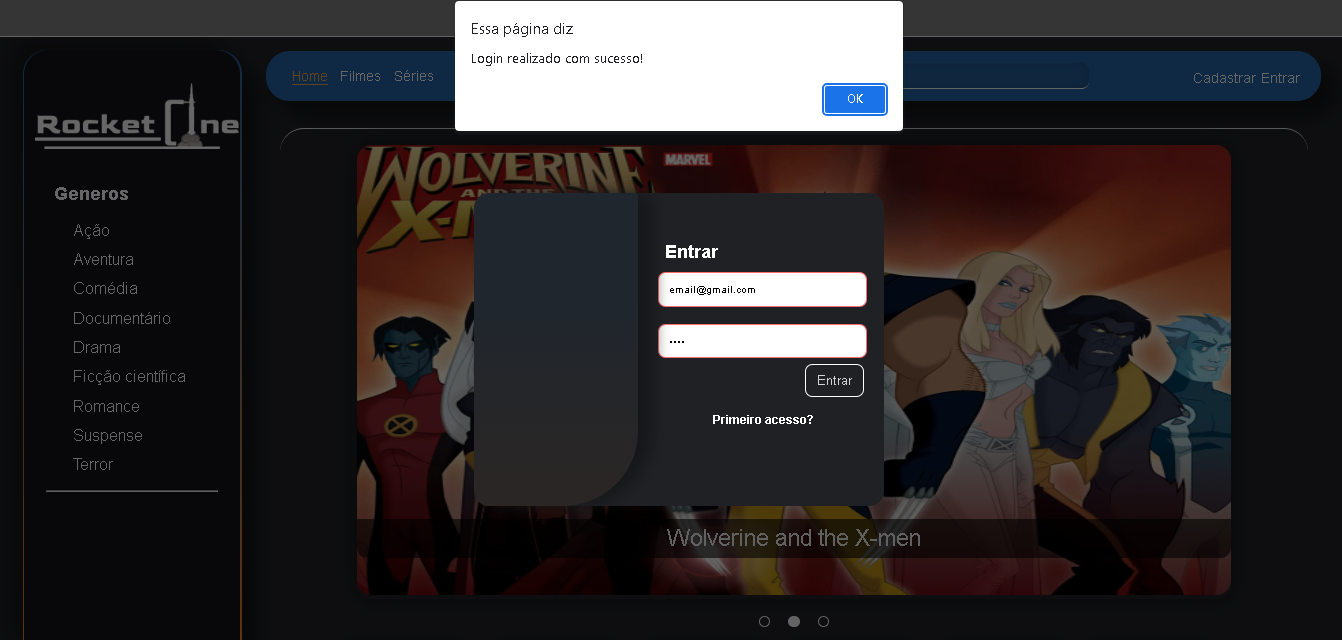 Essa página diz
Login realizado com sucesso!
OK
Home Filmes Séries
Cadastrar Entrar
Rocket One
Generos
Ação
Aventura
Comédia
Documentário
Drama
Ficção científica
Romance
Suspense
Terror
WOLVERINE
MARVEL
AND THE
X-M
Entrar
email@gmail.com
••••
Entrar
Primeiro acesso?
Wolverine and the X-men